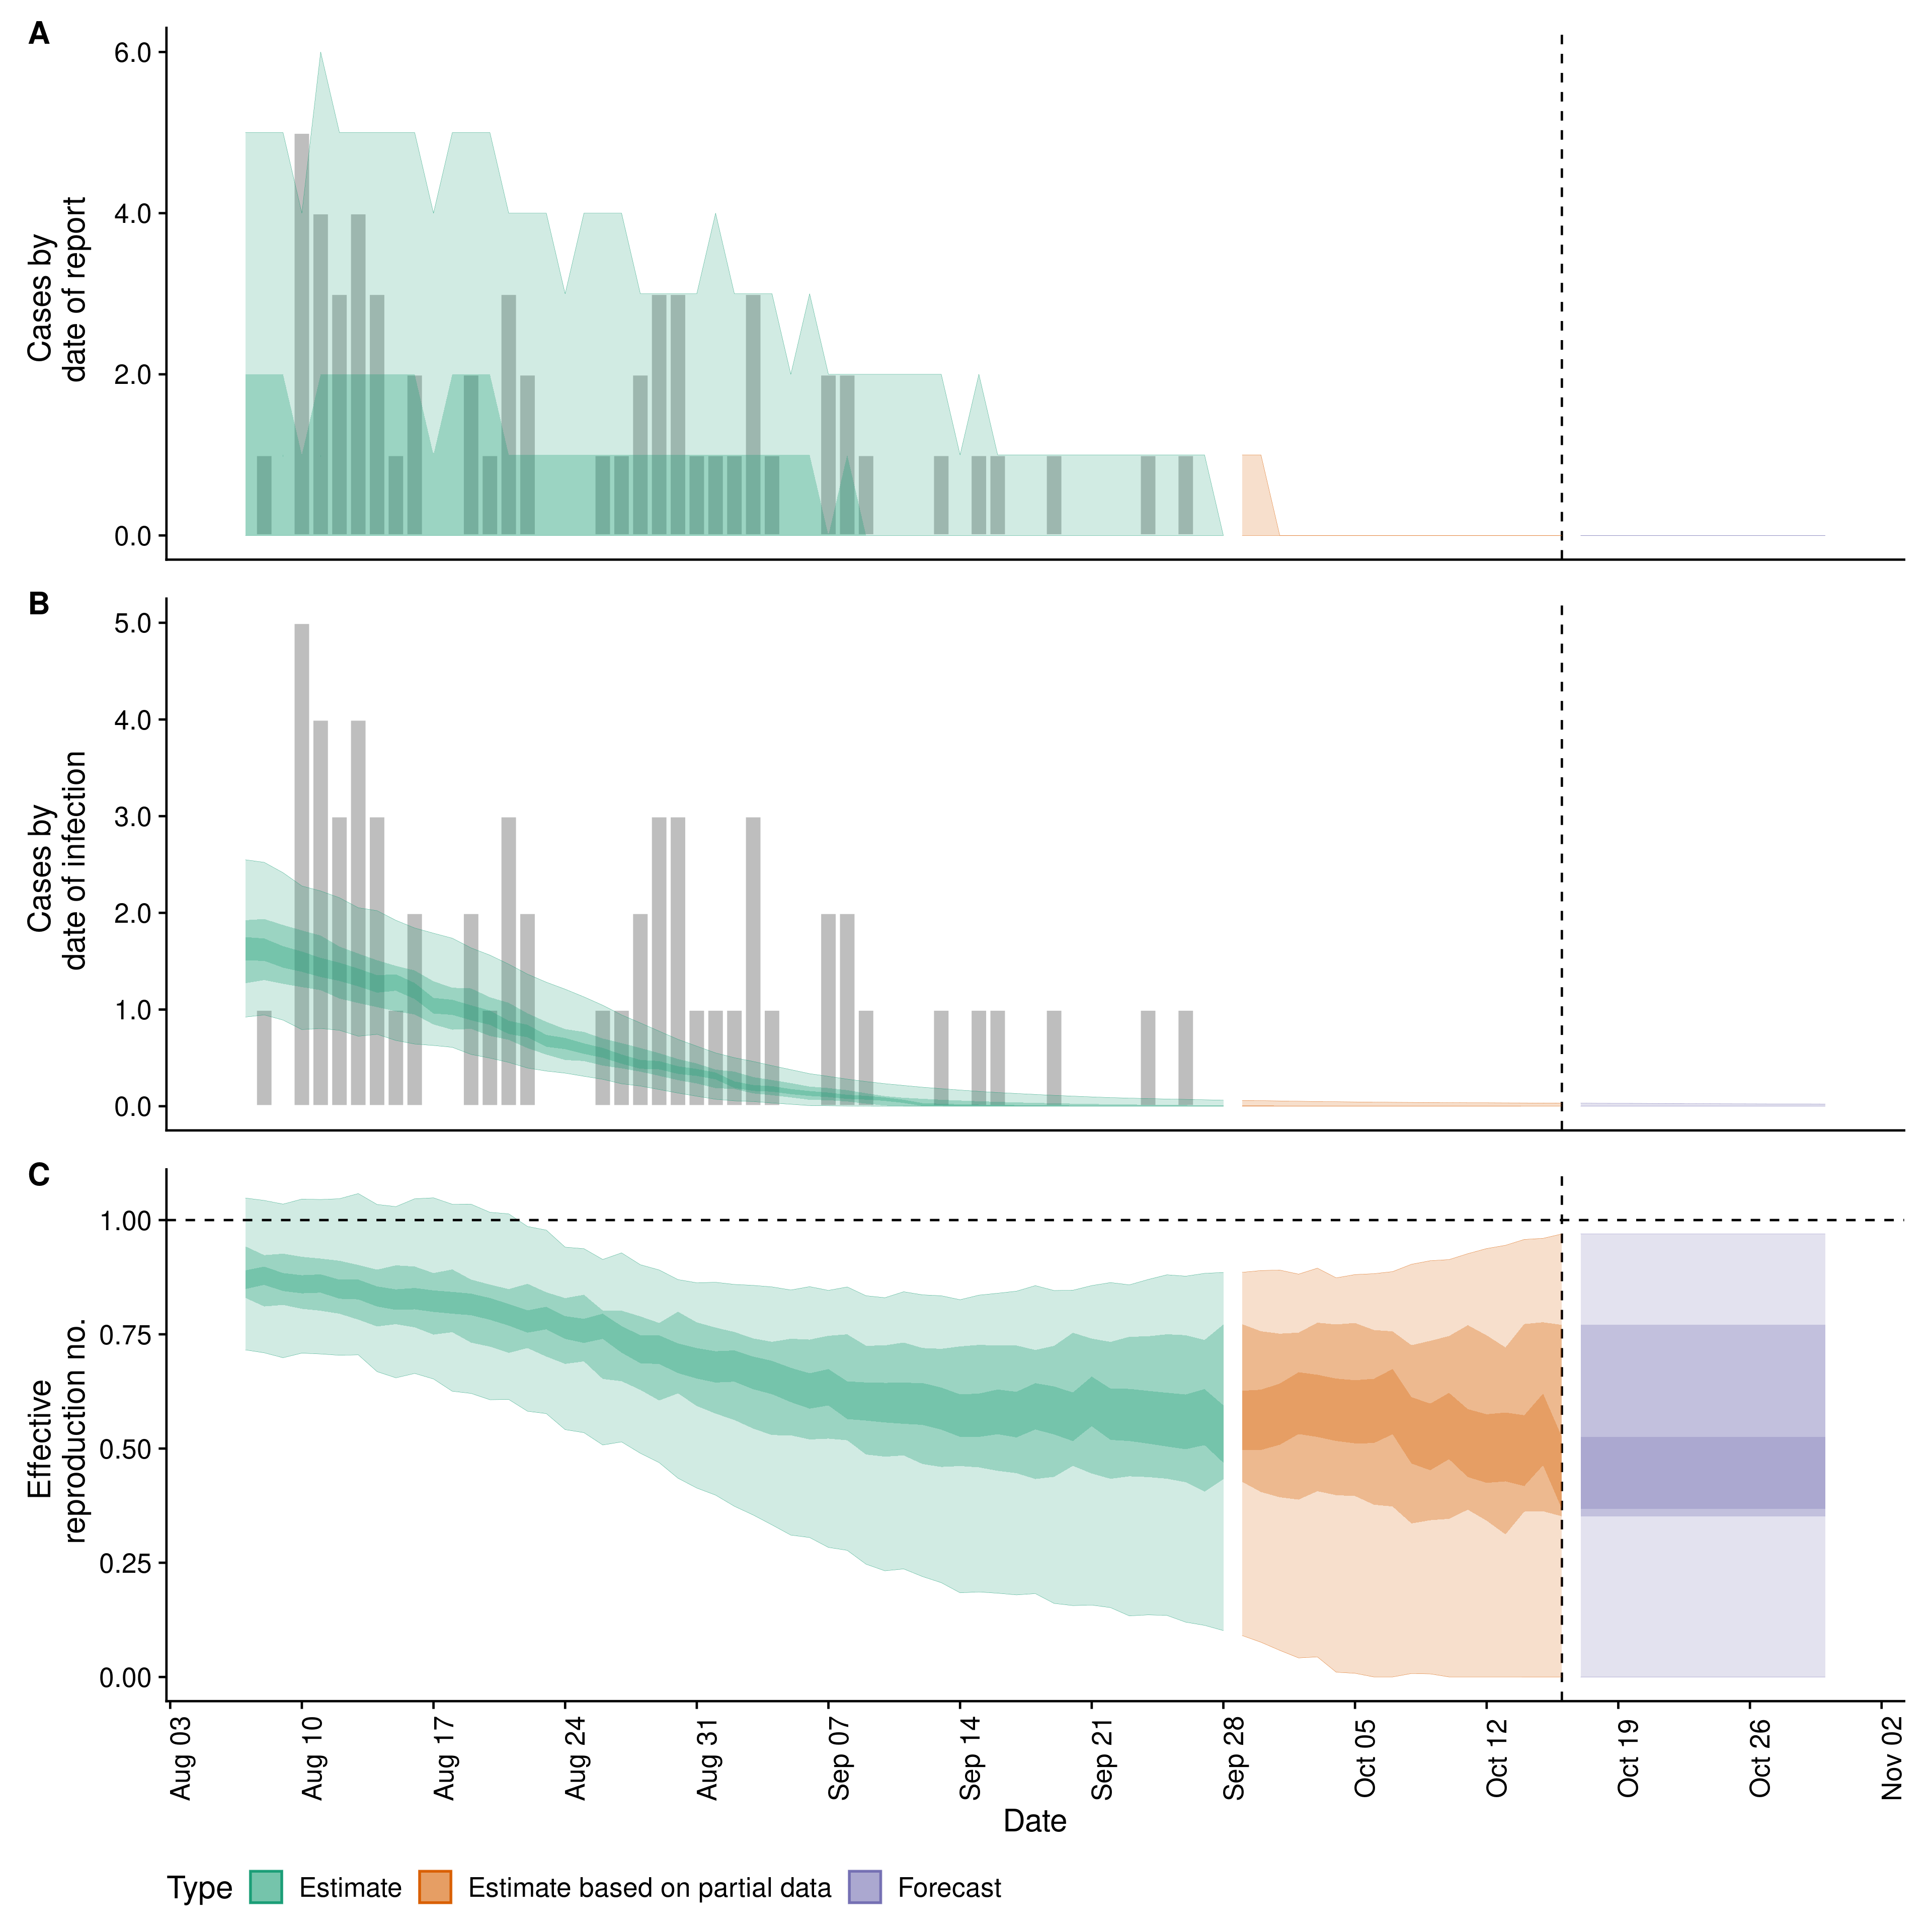 A
6.0
4.0
2.0
0.0
Cases by
date of report
B
5.0
4.0
3.0
2.0
1.0
0.0
Cases by
date of infection
C
1.00
0.75
0.50
0.25
0.00
Effective
reproduction no.
Aug 03
Aug 10
Aug 17
Aug 24
Aug 31
Sep 07
Sep 14
Sep 21
Sep 28
Oct 05
Oct 12
Oct 19
Oct 26
Nov 02
Date
Type Estimate Estimate based on partial data Forecast